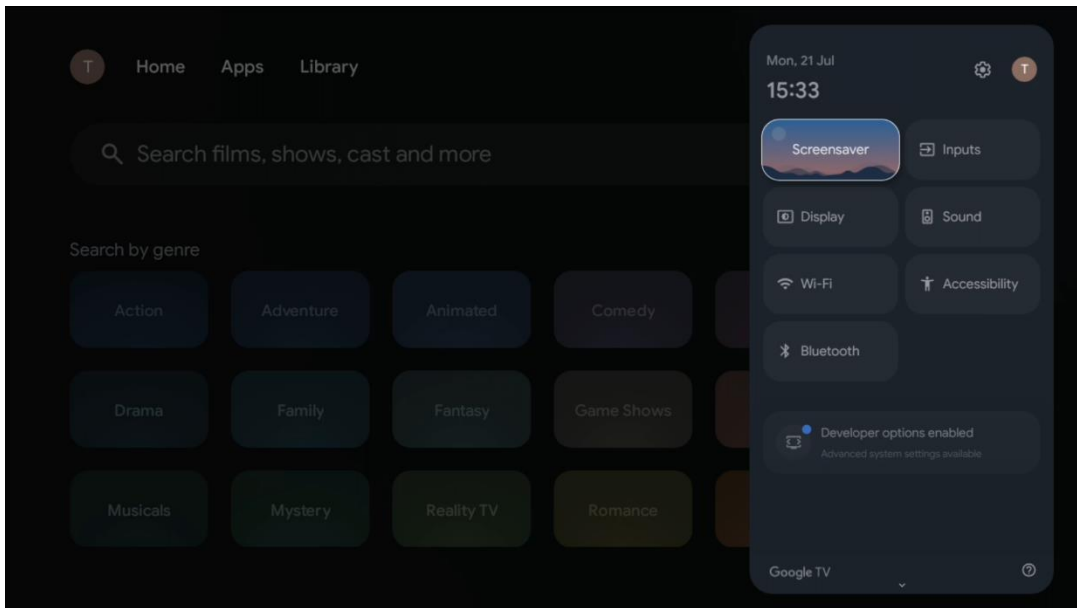 T
Home
Apps
Library
Search films, shows, cast and more
Search by genre
Action
Adventure
Animated
Comedy
Drama
Family
Fantasy
Game Shows
Musicals
Mystery
Reality TV
Romance
Mon, 21 Jul
15:33
T
Screensaver
Inputs
Display
Sound
Wi-Fi
Accessibility
Bluetooth
Developer options enabled
Advanced system settings available
Google TV